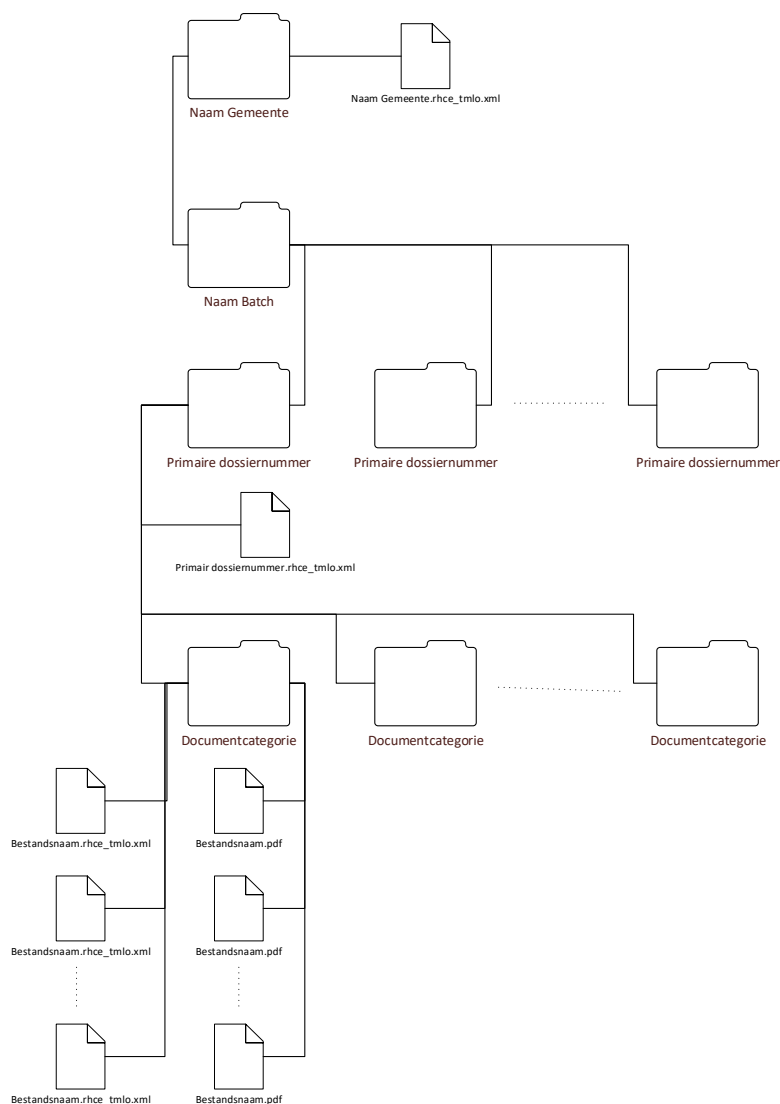 Naam Gemeente
Naam Gemeente.rhce_tmlo.xml
Naam Batch
Primaire dossiernummer
Primaire dossiernummer
Primaire dossiernummer
Primair dossiernummer.rhce_tmlo.xml
Documentcategorie
Documentcategorie
Documentcategorie
Bestandsnaam.rhce_tmlo.xml
Bestandsnaam.pdf
Bestandsnaam.rhce_tmlo.xml
Bestandsnaam.pdf
Bestandsnaam.rhce_tmlo.xml
Bestandsnaam.pdf